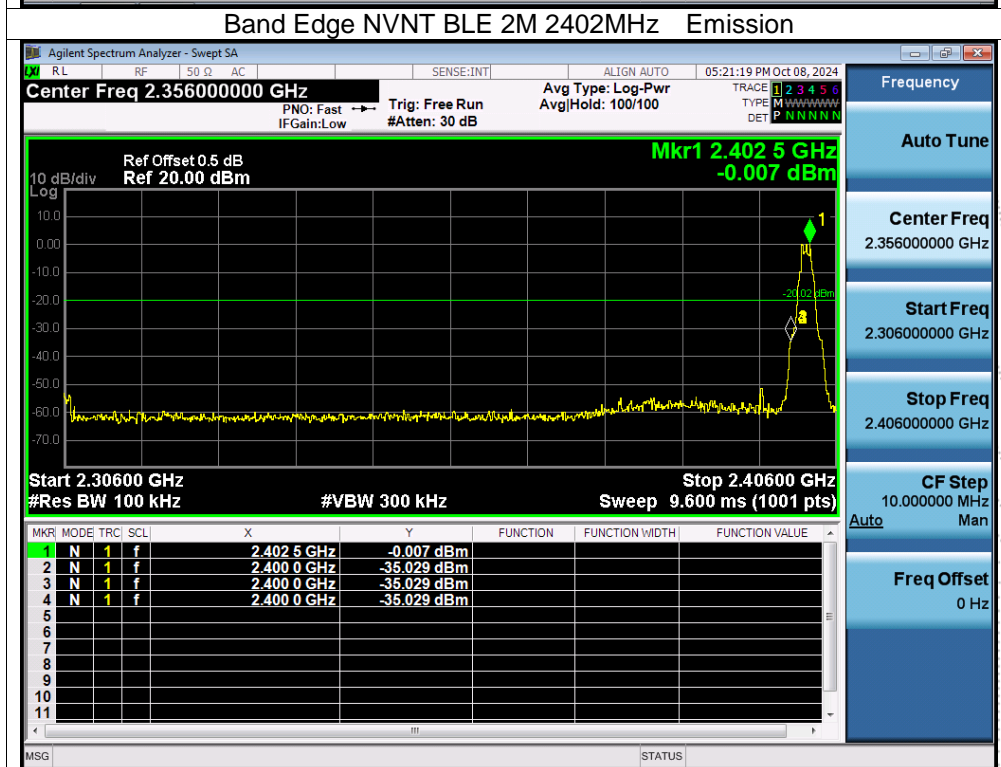 Band Edge NVNT BLE 2M 2402MHz Emission
Agilent Spectrum Analyzer - Swept SA
LXI RL RF 50 Ω AC SENSE:INT ALIGN AUTO 05:21:19 PM Oct 08, 2024
Center Freq 2.356000000 GHz
PNO: Fast
IFGain:Low
Trig: Free Run
#Atten: 30 dB
Avg Type: Log-Pwr
Avg|Hold: 100/100
TRACE 1 2 3 4 5 6
TYPE M WWWWW
DET P N N N N N
Frequency
Auto Tune
Center Freq
2.356000000 GHz
Start Freq
2.306000000 GHz
Stop Freq
2.406000000 GHz
CF Step
10.000000 MHz
Auto Man
Freq Offset
0 Hz
Mkr1 2.402 5 GHz
-0.007 dBm
Ref Offset 0.5 dB
10 dB/div Ref 20.00 dBm
Log
10.0
0.00
-10.0
-20.0
-30.0
-40.0
-50.0
-60.0
-70.0
1
-20.02 dBm
Start 2.30600 GHz Stop 2.40600 GHz
#Res BW 100 kHz #VBW 300 kHz Sweep 9.600 ms (1001 pts)
MKR MODE TRC SCL X Y FUNCTION FUNCTION WIDTH FUNCTION VALUE
1 N 1 f 2.402 5 GHz -0.007 dBm
2 N 1 f 2.400 0 GHz -35.029 dBm
3 N 1 f 2.400 0 GHz -35.029 dBm
4 N 1 f 2.400 0 GHz -35.029 dBm
5
6
7
8
9
10
11
MSG STATUS